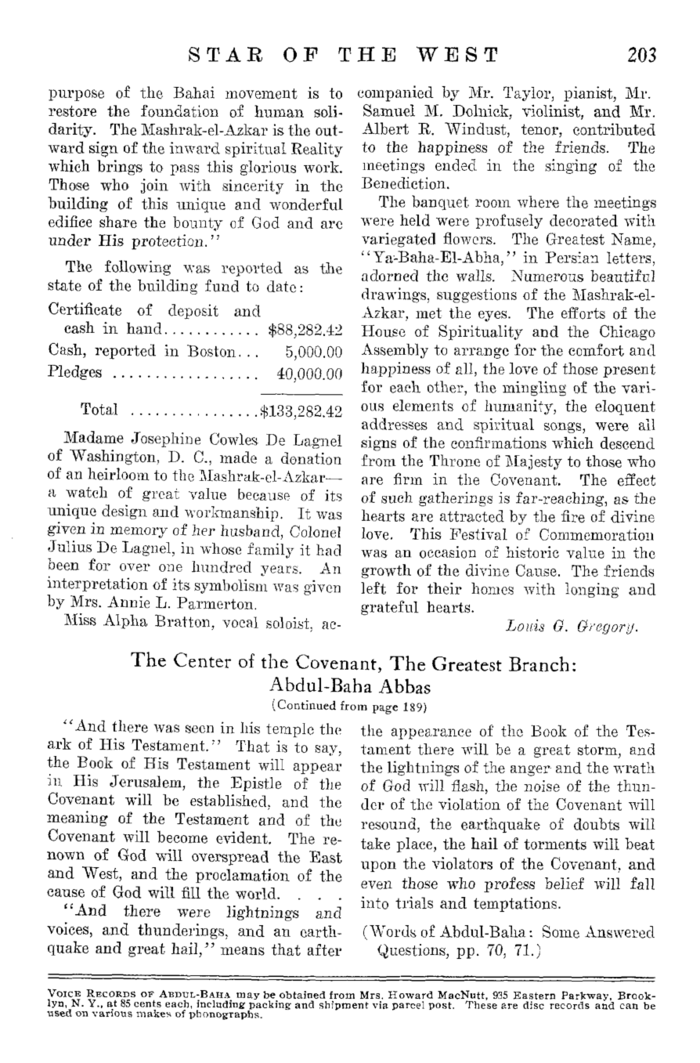 STAR OF THE WEST 203
purpose of the Bahai movement is to
restore the foundation of human soli-
darity. The Mashrak-el-Azkar is the out-
ward sign of the inward spiritual Reality
which brings to pass this glorious work.
Those who join with sincerity in the
building of this unique and wonderful
edifice share the bounty of God and are
under His protection.''
The following was reported as the
state of the building fund to date:
Certificate of deposit and
cash in hand............ $88,282.42
Cash, reported in Boston... 5,000.00
Pledges .................. 40,000.00
Total ................$133,282.42
Madame Josephine Cowles De Lagnel
of Washington, D. C., made a donation
of an heirloom to the Mashrak-el-Azkar—
a watch of great value because of its
unique design and workmanship. It was
given in memory of her husband, Colonel
Julius De Lagnel, in whose family it had
been for over one hundred years. An
interpretation of its symbolism was given
by Mrs. Annie L. Parmerton.
Miss Alpha Bratton, vocal soloist, ac-
companied by Mr. Taylor, pianist, Mr.
Samuel M. Dolnick, violinist, and Mr.
Albert R. Windust, tenor, contributed
to the happiness of the friends. The
meetings ended in the singing of the
Benediction.
The banquet room where the meetings
were held were profusely decorated with
variegated flowers. The Greatest Name,
''Ya-Baha-El-Abha,'' in Persian letters,
adorned the walls. Numerous beautiful
drawings, suggestions of the Mashrak-el-
Azkar, met the eyes. The efforts of the
House of Spirituality and the Chicago
Assembly to arrange for the comfort and
happiness of all, the love of those present
for each other, the mingling of the vari-
ous elements of humanity, the eloquent
addresses and spiritual songs, were all
signs of the confirmations which descend
from the Throne of Majesty to those who
are firm in the Covenant. The effect
of such gatherings is far-reaching, as the
hearts are attracted by the fire of divine
love. This Festival of Commemoration
was an occasion of historic value in the
growth of the divine Cause. The friends
left for their homes with longing and
grateful hearts.
Louis G. Gregory.
The Center of the Covenant, The Greatest Branch:
Abdul-Baha Abbas
(Continued from page 189)
''And there was seen in his temple the
ark of His Testament.'' That is to say,
the Book of His Testament will appear
in His Jerusalem, the Epistle of the
Covenant will be established, and the
meaning of the Testament and of the
Covenant will become evident. The re-
nown of God will overspread the East
and West, and the proclamation of the
cause of God will fill the world. . . .
''And there were lightnings and
voices, and thunderings, and an earth-
quake and great hail,'' means that after
the appearance of the Book of the Tes-
tament there will be a great storm, and
the lightnings of the anger and the wrath
of God will flash, the noise of the thun-
der of the violation of the Covenant will
resound, the earthquake of doubts will
take place, the hail of torments will beat
upon the violators of the Covenant, and
even those who profess belief will fall
into trials and temptations.
(Words of Abdul-Baha: Some Answered
Questions, pp. 70, 71.)
VOICE RECORDS OF ABDUL-BAHA may be obtained from Mrs. Howard MacNutt, 935 Eastern Parkway, Brook-
lyn, N. Y., at 85 cents each, including packing and shipment via parcel post. These are disc records and can be
used on various makes of phonographs.